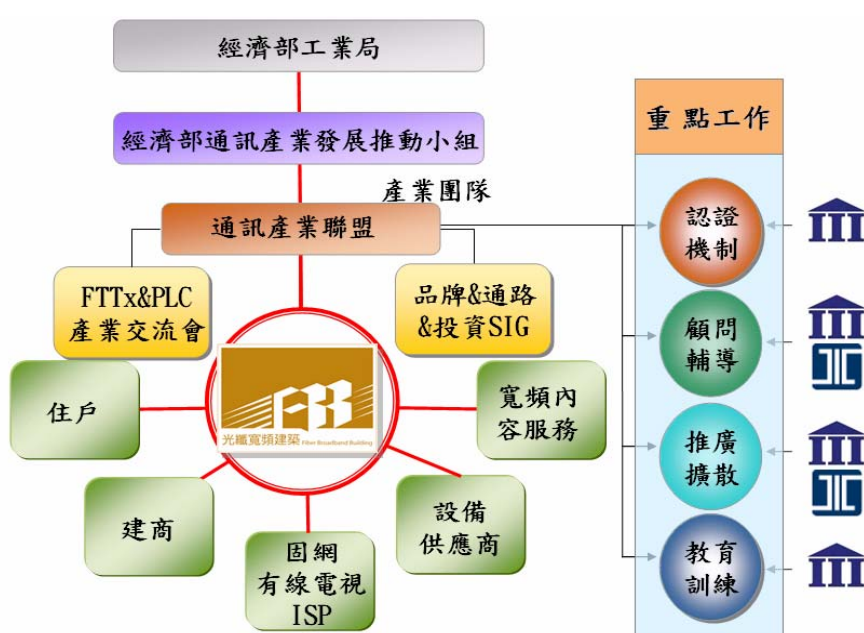 經濟部工業局
經濟部通訊產業發展推動小組
產業團隊
通訊產業聯盟
FTTx&PLC
產業交流會
品牌&通路
&投資SIG
住戶
FBB
光纖寬頻建築 Fiber Broadband Building
寬頻內
容服務
建商
設備
供應商
固網
有線電視
ISP
重 點工作
認證
機制
顧問
輔導
推廣
擴散
教育
訓練